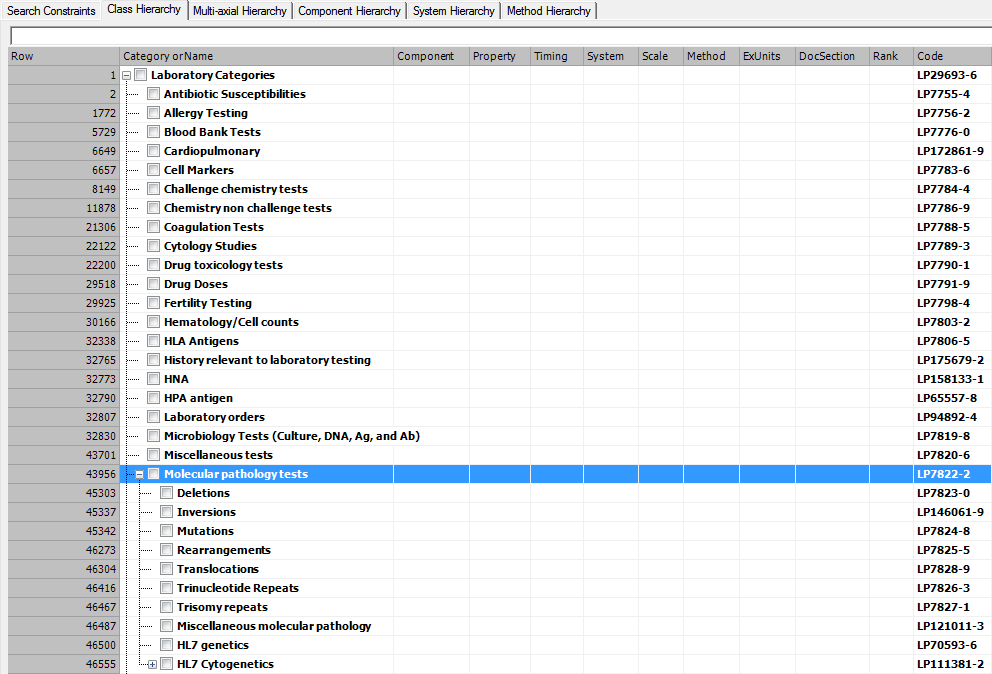 Search Constraints Class Hierarchy Multi-axial Hierarchy Component Hierarchy System Hierarchy Method Hierarchy
Row Category or Name Component Property Timing System Scale Method ExUnits DocSection Rank Code
1 Laboratory Categories LP29693-6
2 Antibiotic Susceptibilities LP7755-4
1772 Allergy Testing LP7756-2
5729 Blood Bank Tests LP7776-0
6649 Cardiopulmonary LP172861-9
6657 Cell Markers LP7783-6
8149 Challenge chemistry tests LP7784-4
11878 Chemistry non challenge tests LP7786-9
21306 Coagulation Tests LP7788-5
22122 Cytology Studies LP7789-3
22200 Drug toxicology tests LP7790-1
29518 Drug Doses LP7791-9
29925 Fertility Testing LP7798-4
30166 Hematology/Cell counts LP7803-2
32338 HLA Antigens LP7806-5
32765 History relevant to laboratory testing LP175679-2
32773 HNA LP158133-1
32790 HPA antigen LP65557-8
32807 Laboratory orders LP94892-4
32830 Microbiology Tests (Culture, DNA, Ag, and Ab) LP7819-8
43701 Miscellaneous tests LP7820-6
43956 Molecular pathology tests LP7822-2
45303 Deletions LP7823-0
45337 Inversions LP146061-9
45342 Mutations LP7824-8
46273 Rearrangements LP7825-5
46304 Translocations LP7828-9
46416 Trinucleotide Repeats LP7826-3
46467 Trisomy repeats LP7827-1
46487 Miscellaneous molecular pathology LP121011-3
46500 HL7 genetics LP70593-6
46555 HL7 Cytogenetics LP111381-2